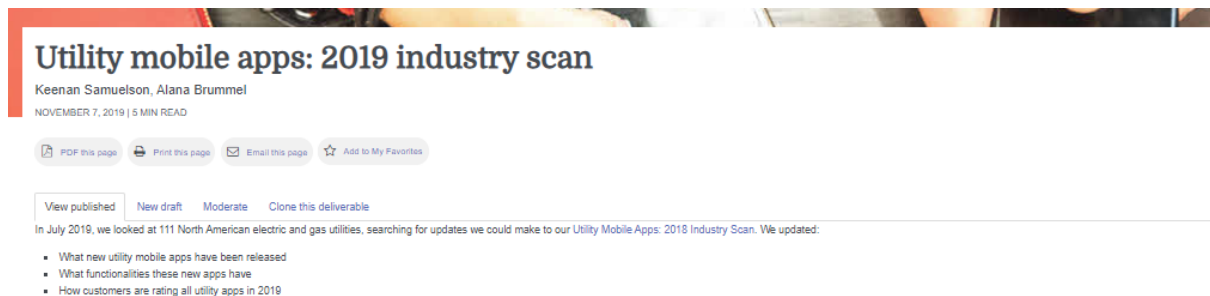 Utility mobile apps: 2019 industry scan
Keenan Samuelson, Alana Brummel
NOVEMBER 7, 2019 | 5 MIN READ
PDF this page Print this page Email this page Add to My Favorites
View published New draft Moderate Clone this deliverable
In July 2019, we looked at 111 North American electric and gas utilities, searching for updates we could make to our Utility Mobile Apps: 2018 Industry Scan. We updated:
▪ What new utility mobile apps have been released
▪ What functionalities these new apps have
▪ How customers are rating all utility apps in 2019